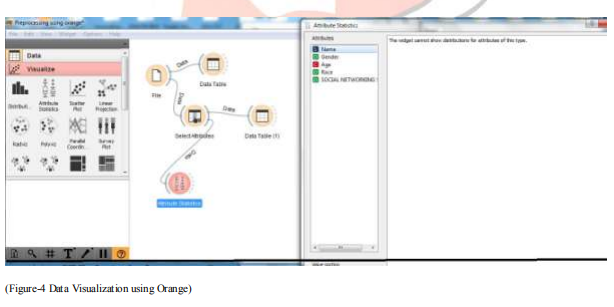 Preprocessing using orange*
File Edit View Widget Options Help
Data
Visualize
Distributi...
Attribute Statistics
Scatter Plot
Linear Projection
Radviz
Polyviz
Parallel Coordin...
Survey Plot
File
Data
Data Table
Data
Select Attributes
Data
Data Table (1)
Data
Attribute Statistics
Attribute Statistics
Attributes
Name
Gender
Age
Race
SOCIAL NETWORKING
The widget cannot show distributions for attributes of this type.
(Figure-4 Data Visualization using Orange)